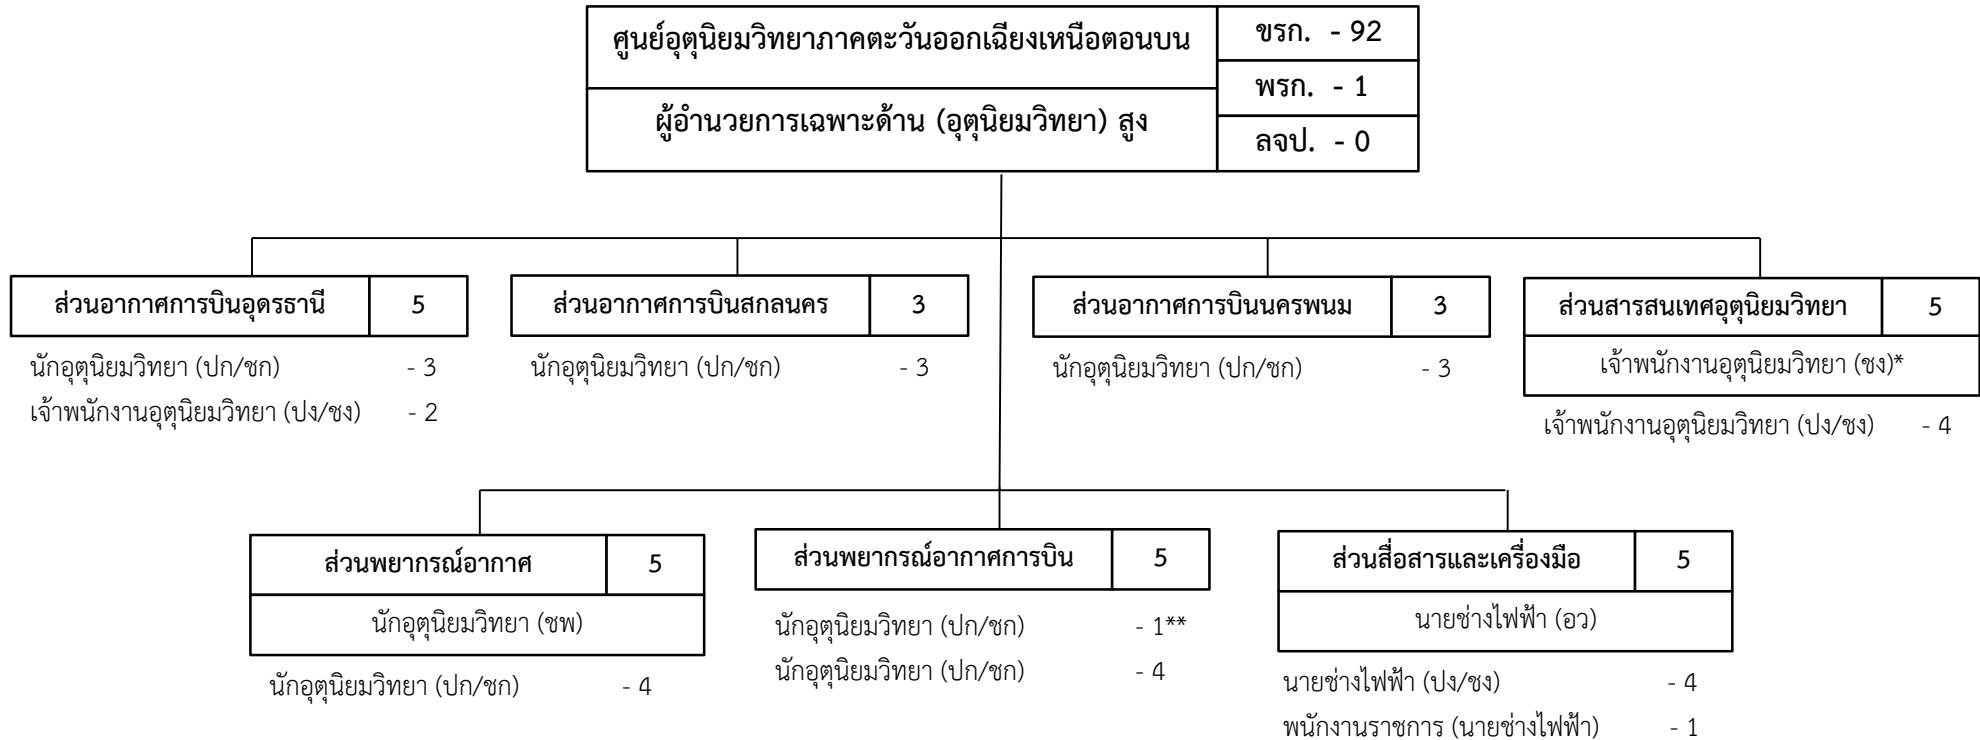 ศูนย์อุตุนิยมวิทยาภาคตะวันออกเฉียงเหนือตอนบน
ขรก. - 92
ผู้อำนวยการเฉพาะด้าน (อุตุนิยมวิทยา) สูง
พรก. - 1
ลจป. - 0
ส่วนอากาศการบินอุดรธานี 5
นักอุตุนิยมวิทยา (ปก/ชก) - 3
เจ้าพนักงานอุตุนิยมวิทยา (ปง/ชง) - 2
ส่วนอากาศการบินสกลนคร 3
นักอุตุนิยมวิทยา (ปก/ชก) - 3
ส่วนอากาศการบินนครพนม 3
นักอุตุนิยมวิทยา (ปก/ชก) - 3
ส่วนสารสนเทศอุตุนิยมวิทยา 5
เจ้าพนักงานอุตุนิยมวิทยา (ชง)*
เจ้าพนักงานอุตุนิยมวิทยา (ปง/ชง) - 4
ส่วนพยากรณ์อากาศ 5
นักอุตุนิยมวิทยา (ชพ)
นักอุตุนิยมวิทยา (ปก/ชก) - 4
ส่วนพยากรณ์อากาศการบิน 5
นักอุตุนิยมวิทยา (ปก/ชก) - 1**
นักอุตุนิยมวิทยา (ปก/ชก) - 4
ส่วนสื่อสารและเครื่องมือ 5
นายช่างไฟฟ้า (อว)
นายช่างไฟฟ้า (ปง/ชง) - 4
พนักงานราชการ (นายช่างไฟฟ้า) - 1